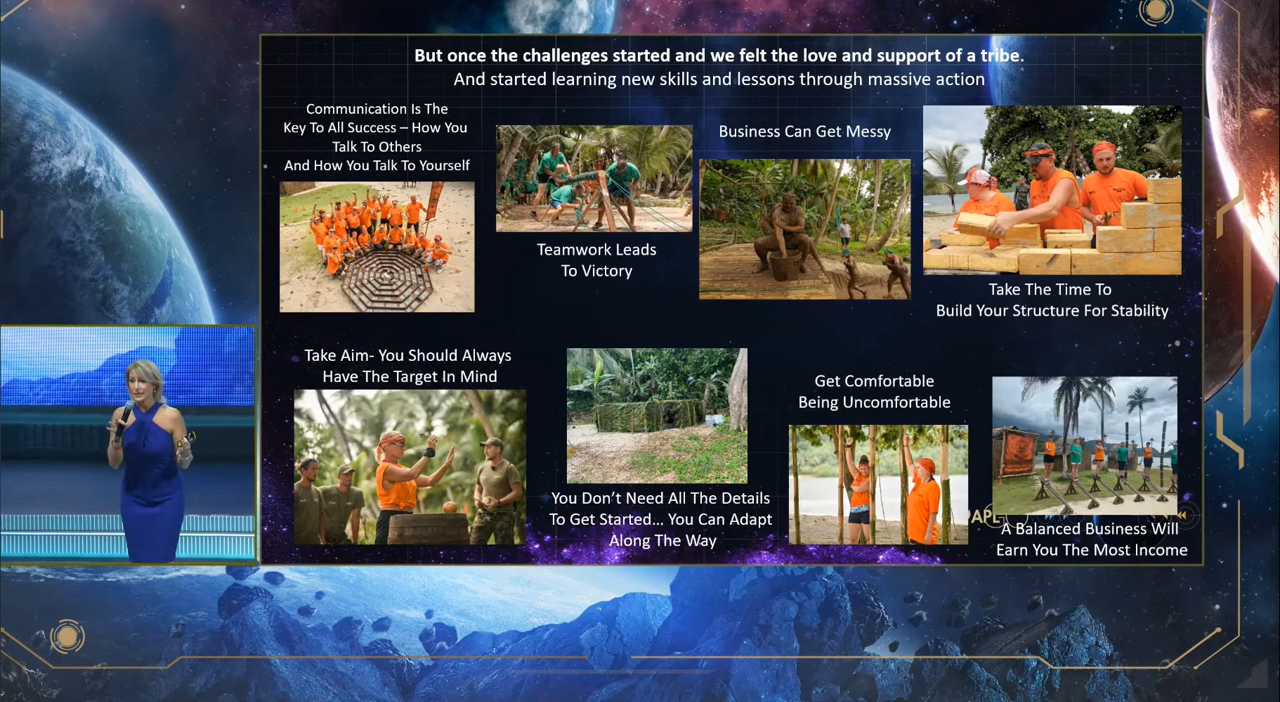 But once the challenges started and we felt the love and support of a tribe.
And started learning new skills and lessons through massive action
Communication Is The
Key To All Success – How You
Talk To Others
And How You Talk To Yourself
Teamwork Leads
To Victory
Business Can Get Messy
Take The Time To
Build Your Structure For Stability
Take Aim- You Should Always
Have The Target In Mind
You Don't Need All The Details
To Get Started... You Can Adapt
Along The Way
Get Comfortable
Being Uncomfortable
A Balanced Business Will
Earn You The Most Income